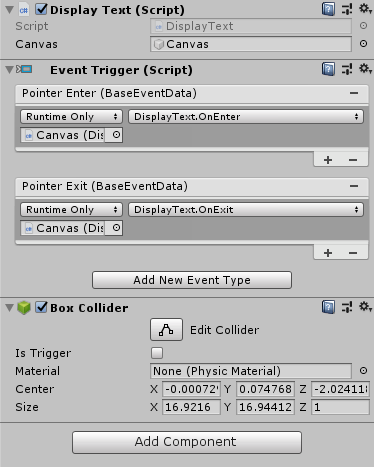 Display Text (Script)
Script DisplayText
Canvas Canvas
Event Trigger (Script)
Pointer Enter (BaseEventData)
Runtime Only DisplayText.OnEnter
Canvas (Dis
+ −
Pointer Exit (BaseEventData)
Runtime Only DisplayText.OnExit
Canvas (Dis
+ −
Add New Event Type
Box Collider
Edit Collider
Is Trigger
Material None (Physic Material)
Center X -0.00072 Y 0.074768 Z -2.02411
Size X 16.9216 Y 16.94412 Z 1
Add Component